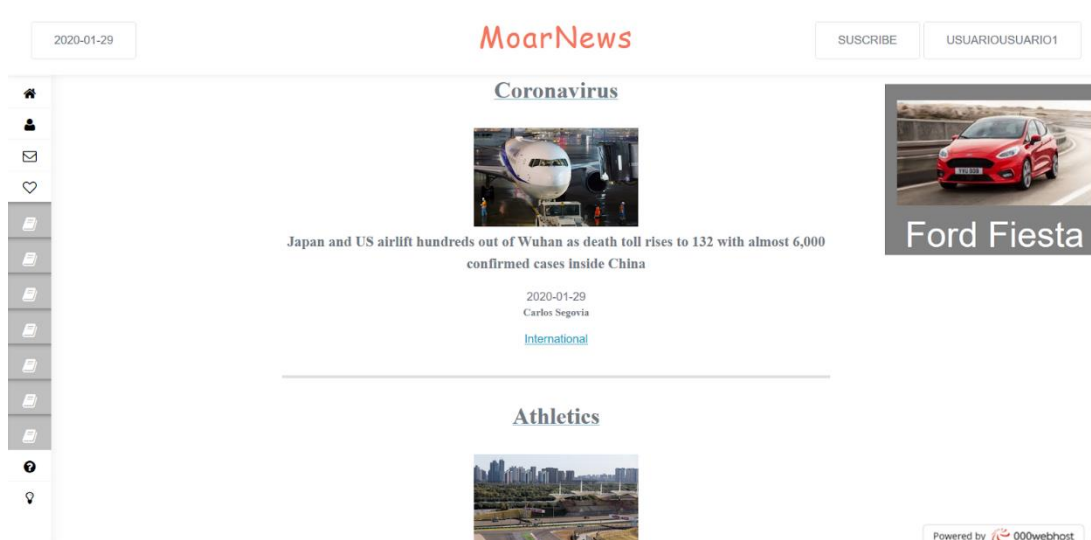 2020-01-29
MoarNews
SUSCRIBE
USUARIOUSUARIO1
Coronavirus
Japan and US airlift hundreds out of Wuhan as death toll rises to 132 with almost 6,000
confirmed cases inside China
2020-01-29
Carlos Segovia
International
Ford Fiesta
Athletics
Powered by 000webhost